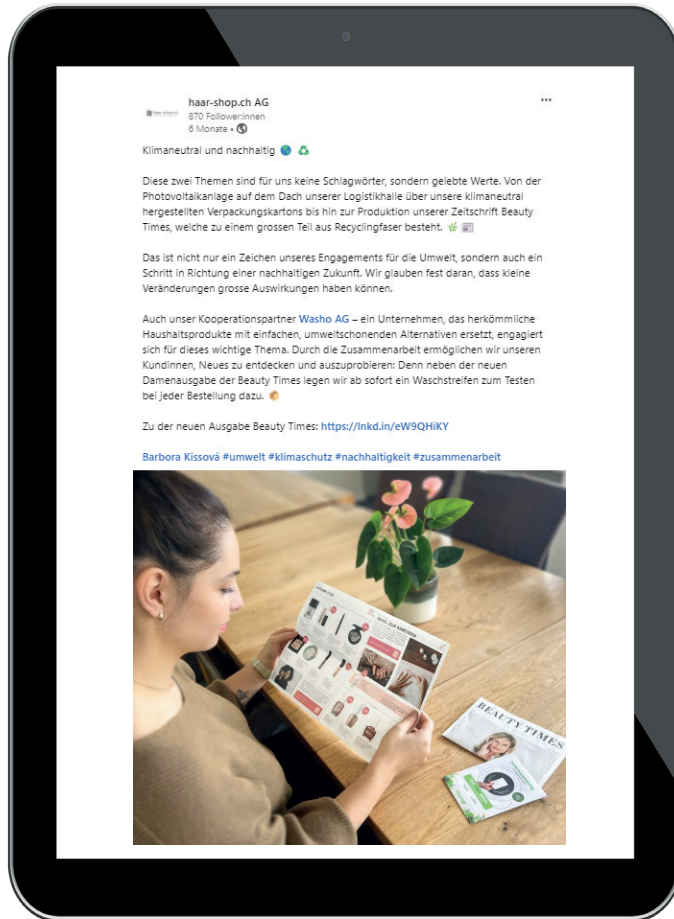 haar-shop.ch AG
870 Follower:innen
6 Monate •
Klimaneutral und nachhaltig
Diese zwei Themen sind für uns keine Schlagwörter, sondern gelebte Werte. Von der
Photovoltaikanlage auf dem Dach unserer Logistikhalle über unsere klimaneutral
hergestellten Verpackungskartons bis hin zur Produktion unserer Zeitschrift Beauty
Times, welche zu einem grossen Teil aus Recyclingfaser besteht.
Das ist nicht nur ein Zeichen unseres Engagements für die Umwelt, sondern auch ein
Schritt in Richtung einer nachhaltigen Zukunft. Wir glauben fest daran, dass kleine
Veränderungen grosse Auswirkungen haben können.
Auch unser Kooperationspartner Washo AG – ein Unternehmen, das herkömmliche
Haushaltsprodukte mit einfachen, umweltschonenden Alternativen ersetzt, engagiert
sich für dieses wichtige Thema. Durch die Zusammenarbeit ermöglichen wir unseren
Kundinnen, Neues zu entdecken und auszuprobieren: Denn neben der neuen
Damenausgabe der Beauty Times legen wir ab sofort ein Waschstreifen zum Testen
bei jeder Bestellung dazu.
Zu der neuen Ausgabe Beauty Times: https://lnkd.in/eW9QHiKY
Barbora Kissová #umwelt #klimaschutz #nachhaltigkeit #zusammenarbeit
BEAUTY TIMES